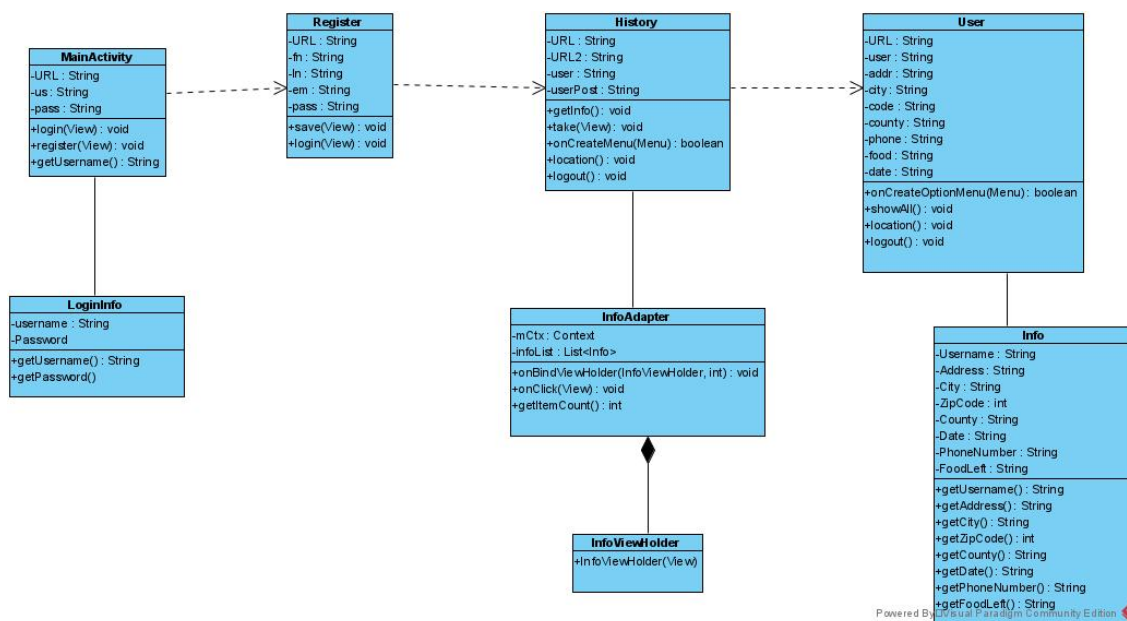 MainActivity
-URL : String
-us : String
-pass : String
+login(View) : void
+register(View) : void
+getUsername() : String
Register
-URL : String
-fn : String
-ln : String
-em : String
-pass : String
+save(View) : void
+login(View) : void
History
-URL : String
-URL2 : String
-user : String
-userPost : String
+getInfo() : void
+take(View) : void
+onCreateMenu(Menu) : boolean
+location() : void
+logout() : void
User
-URL : String
-user : String
-addr : String
-city : String
-code : String
-county : String
-phone : String
-food : String
-date : String
+onCreateOptionMenu(Menu) : boolean
+showAll() : void
+location() : void
+logout() : void
LoginInfo
-username : String
-Password
+getUsername() : String
+getPassword()
InfoAdapter
-mCtx : Context
-infoList : List<Info>
+onBindViewHolder(InfoViewHolder, int) : void
+onClick(View) : void
+getItemCount() : int
InfoViewHolder
+InfoViewHolder(View)
Info
-Username : String
-Address : String
-City : String
-ZipCode : int
-County : String
-Date : String
-PhoneNumber : String
-FoodLeft : String
+getUsername() : String
+getAddress() : String
+getCity() : String
+getZipCode() : int
+getCounty() : String
+getDate() : String
+getPhoneNumber() : String
+getFoodLeft() : String
Powered By Visual Paradigm Community Edition